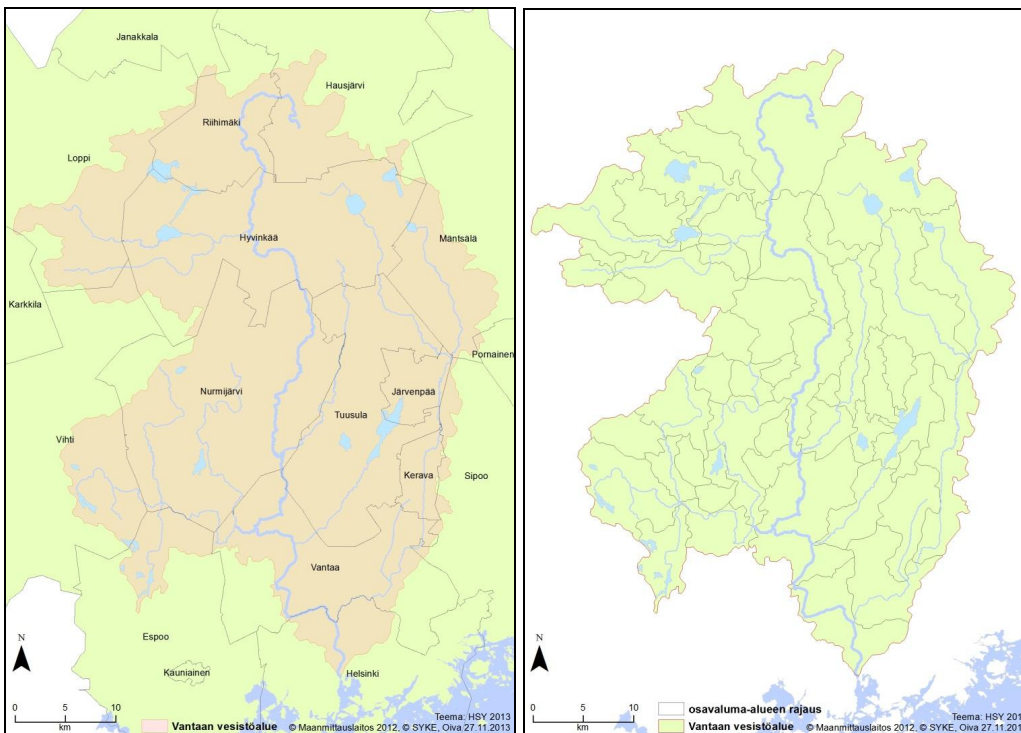 Janakkala
Hausjärvi
Riihimäki
Loppi
Hyvinkää
Mäntsälä
Karkkila
Pornainen
Nurmijärvi
Järvenpää
Tuusula
Vihti
Kerava
Sipoo
Vantaa
Espoo
Kauniainen
Helsinki
N
0 5 10
km
Teema: HSY 2013
Vantaan vesistöalue © Maanmittauslaitos 2012, © SYKE, Oiva 27.11.2013
N
0 5 10
km
osavaluma-alueen rajaus
Teema: HSY 201
Vantaan vesistöalue © Maanmittauslaitos 2012, © SYKE, Oiva 27.11.201